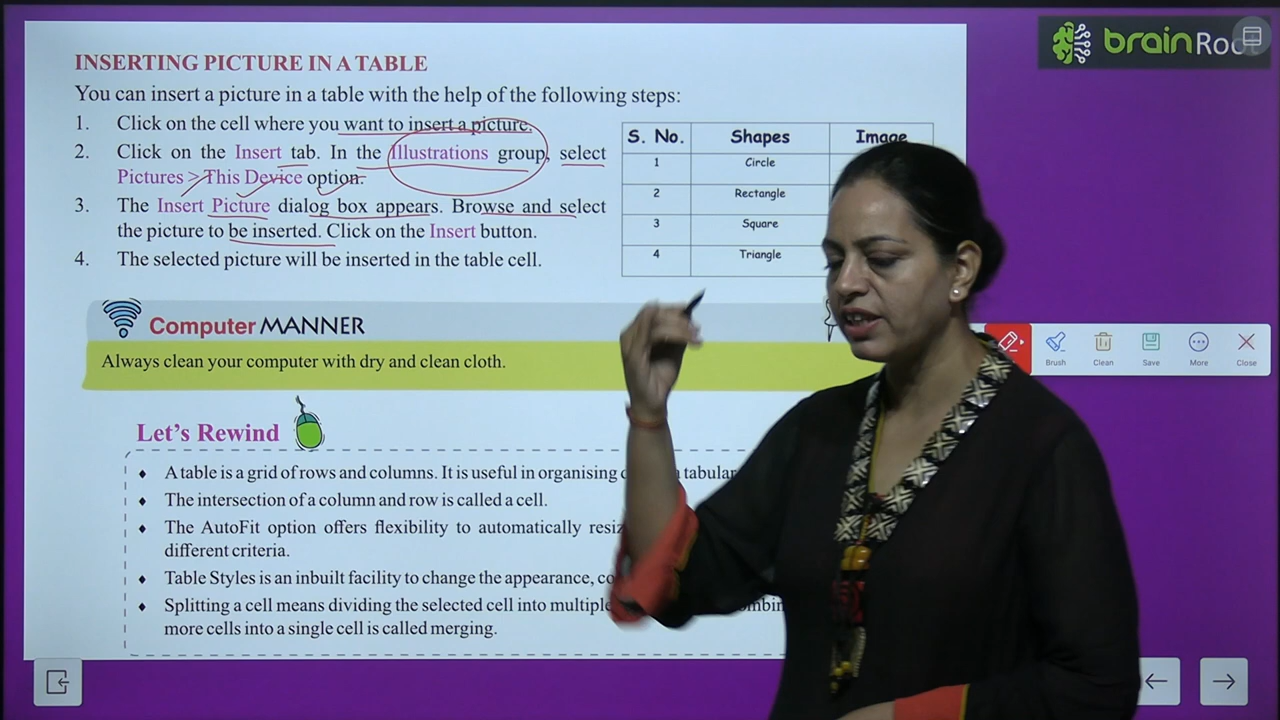 brainRoot
INSERTING PICTURE IN A TABLE
You can insert a picture in a table with the help of the following steps:
1. Click on the cell where you want to insert a picture.
2. Click on the Insert tab. In the Illustrations group, select
Pictures > This Device option.
3. The Insert Picture dialog box appears. Browse and select
the picture to be inserted. Click on the Insert button.
4. The selected picture will be inserted in the table cell.
S. No. Shapes Image
1 Circle
2 Rectangle
3 Square
4 Triangle
Computer MANNER
Always clean your computer with dry and clean cloth.
Brush Clean Save More Close
Let's Rewind
♦ A table is a grid of rows and columns. It is useful in organising tabular
♦ The intersection of a column and row is called a cell.
♦ The AutoFit option offers flexibility to automatically
different criteria.
♦ Table Styles is an inbuilt facility to change the appearance,
♦ Splitting a cell means dividing the selected cell into multiple
more cells into a single cell is called merging.